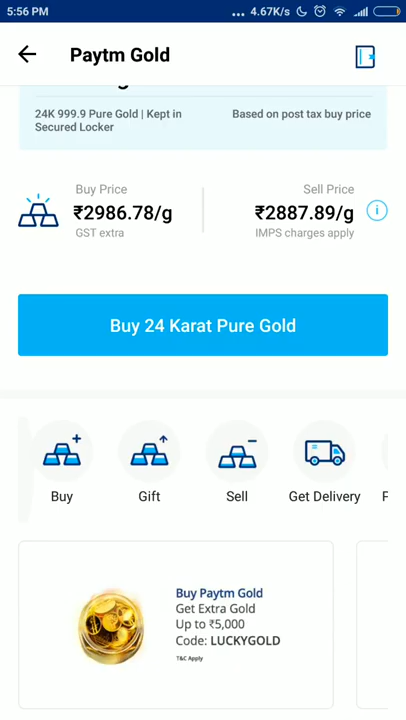 5:56 PM
... 4.67K/s
Paytm Gold
24K 999.9 Pure Gold | Kept in
Secured Locker
Based on post tax buy price
Buy Price
₹2986.78/g
GST extra
Sell Price
₹2887.89/g
IMPS charges apply
i
Buy 24 Karat Pure Gold
Buy
Gift
Sell
Get Delivery
Buy Paytm Gold
Get Extra Gold
Up to ₹5,000
Code: LUCKYGOLD
T&C Apply